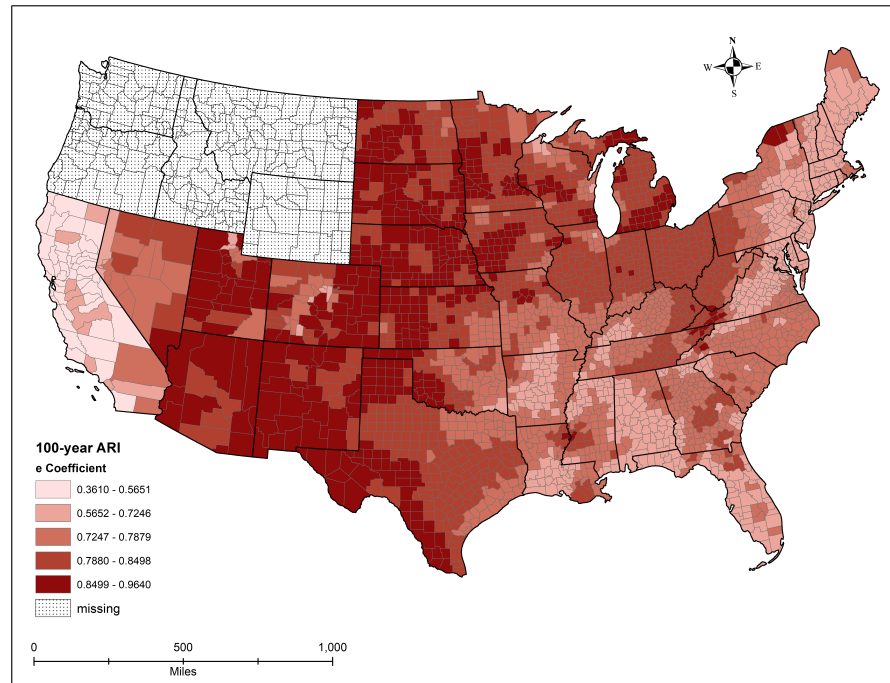 N
W E
S
100-year ARI
e Coefficient
0.3610 - 0.5651
0.5652 - 0.7246
0.7247 - 0.7879
0.7880 - 0.8498
0.8499 - 0.9640
missing
0 500 1,000
Miles